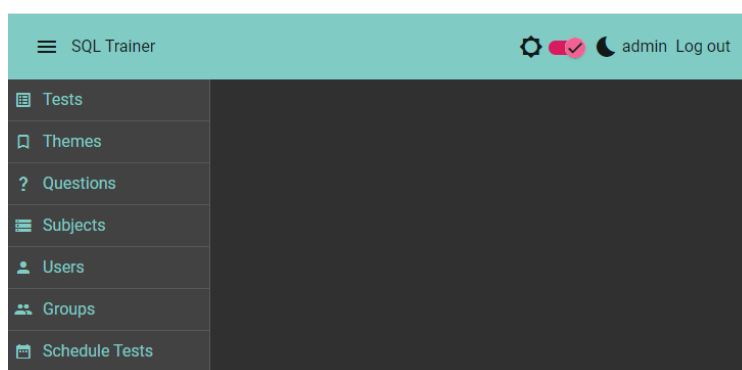 SQL Trainer admin Log out
Tests
Themes
? Questions
Subjects
Users
Groups
Schedule Tests